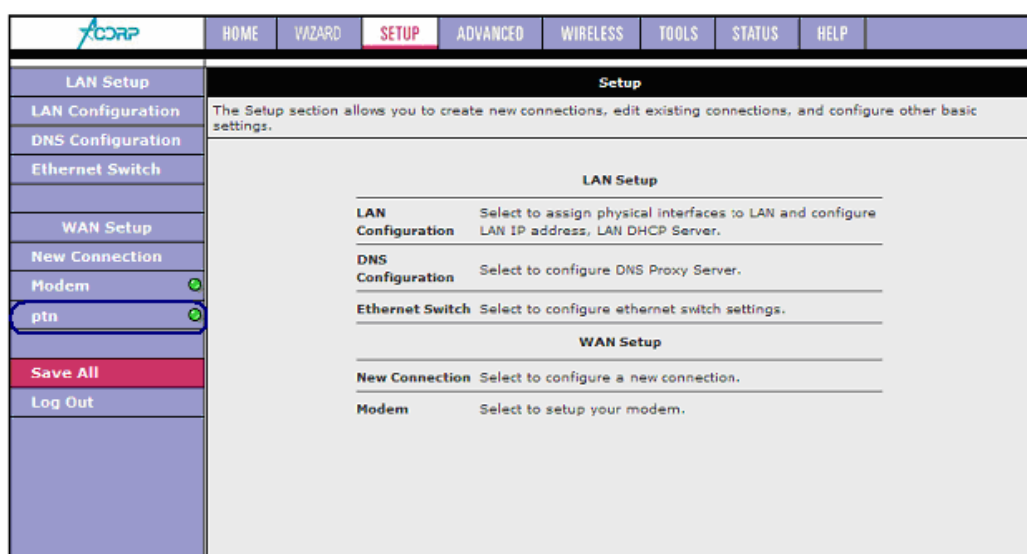 ACORP
HOME WIZARD SETUP ADVANCED WIRELESS TOOLS STATUS HELP
LAN Setup
LAN Configuration
DNS Configuration
Ethernet Switch
WAN Setup
New Connection
Modem
ptn
Save All
Log Out
Setup
The Setup section allows you to create new connections, edit existing connections, and configure other basic
settings.
LAN Setup
LAN
Configuration
Select to assign physical interfaces to LAN and configure
LAN IP address, LAN DHCP Server.
DNS
Configuration
Select to configure DNS Proxy Server.
Ethernet Switch Select to configure ethernet switch settings.
WAN Setup
New Connection Select to configure a new connection.
Modem Select to setup your modem.